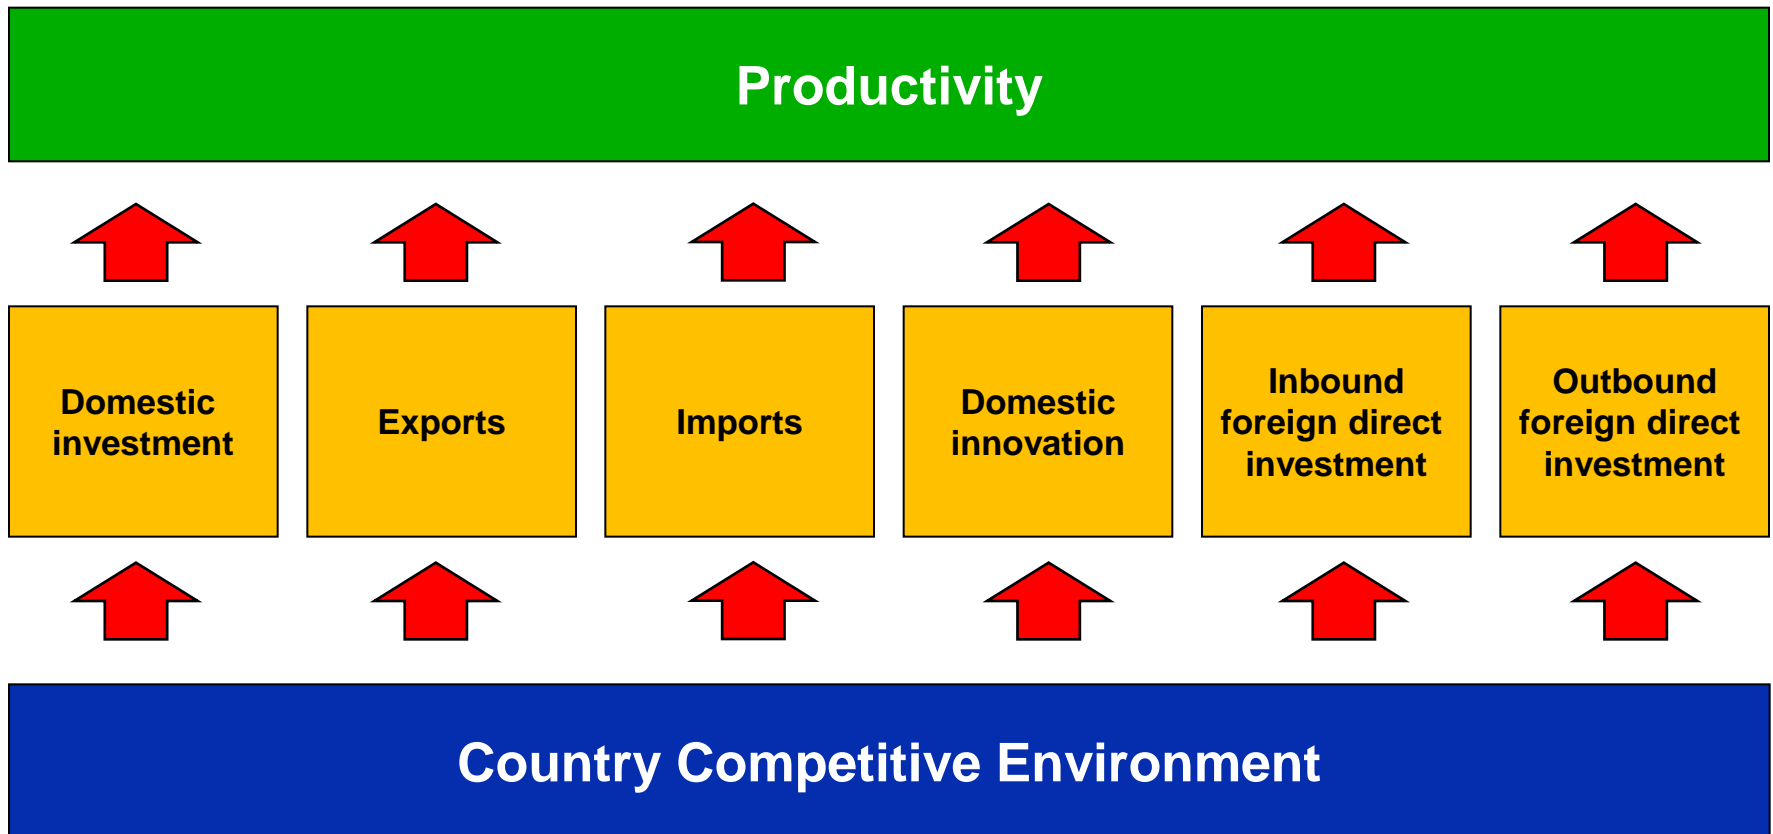 Productivity
Domestic
investment
Exports
Imports
Domestic
innovation
Inbound
foreign direct
investment
Outbound
foreign direct
investment
Country Competitive Environment